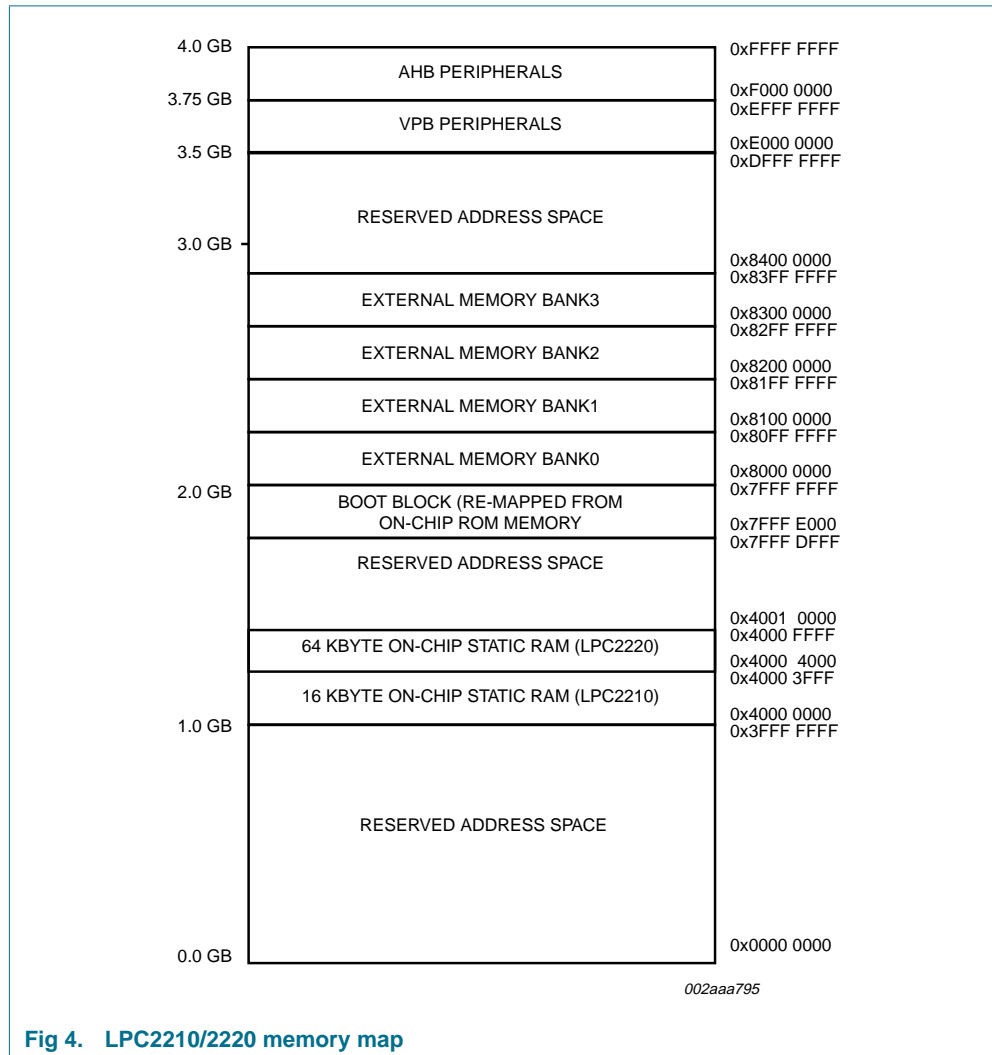 4.0 GB
0xFFFF FFFF
AHB PERIPHERALS
0xF000 0000
3.75 GB
0xEFFF FFFF
VPB PERIPHERALS
0xE000 0000
3.5 GB
0xDFFF FFFF
RESERVED ADDRESS SPACE
3.0 GB
0x8400 0000
0x83FF FFFF
EXTERNAL MEMORY BANK3
0x8300 0000
0x82FF FFFF
EXTERNAL MEMORY BANK2
0x8200 0000
0x81FF FFFF
EXTERNAL MEMORY BANK1
0x8100 0000
0x80FF FFFF
EXTERNAL MEMORY BANK0
0x8000 0000
2.0 GB
0x7FFF FFFF
BOOT BLOCK (RE-MAPPED FROM
ON-CHIP ROM MEMORY
0x7FFF E000
0x7FFF DFFF
RESERVED ADDRESS SPACE
0x4001 0000
0x4000 FFFF
64 KBYTE ON-CHIP STATIC RAM (LPC2220)
0x4000 4000
0x4000 3FFF
16 KBYTE ON-CHIP STATIC RAM (LPC2210)
0x4000 0000
1.0 GB
0x3FFF FFFF
RESERVED ADDRESS SPACE
0x0000 0000
0.0 GB
002aaa795
Fig 4. LPC2210/2220 memory map